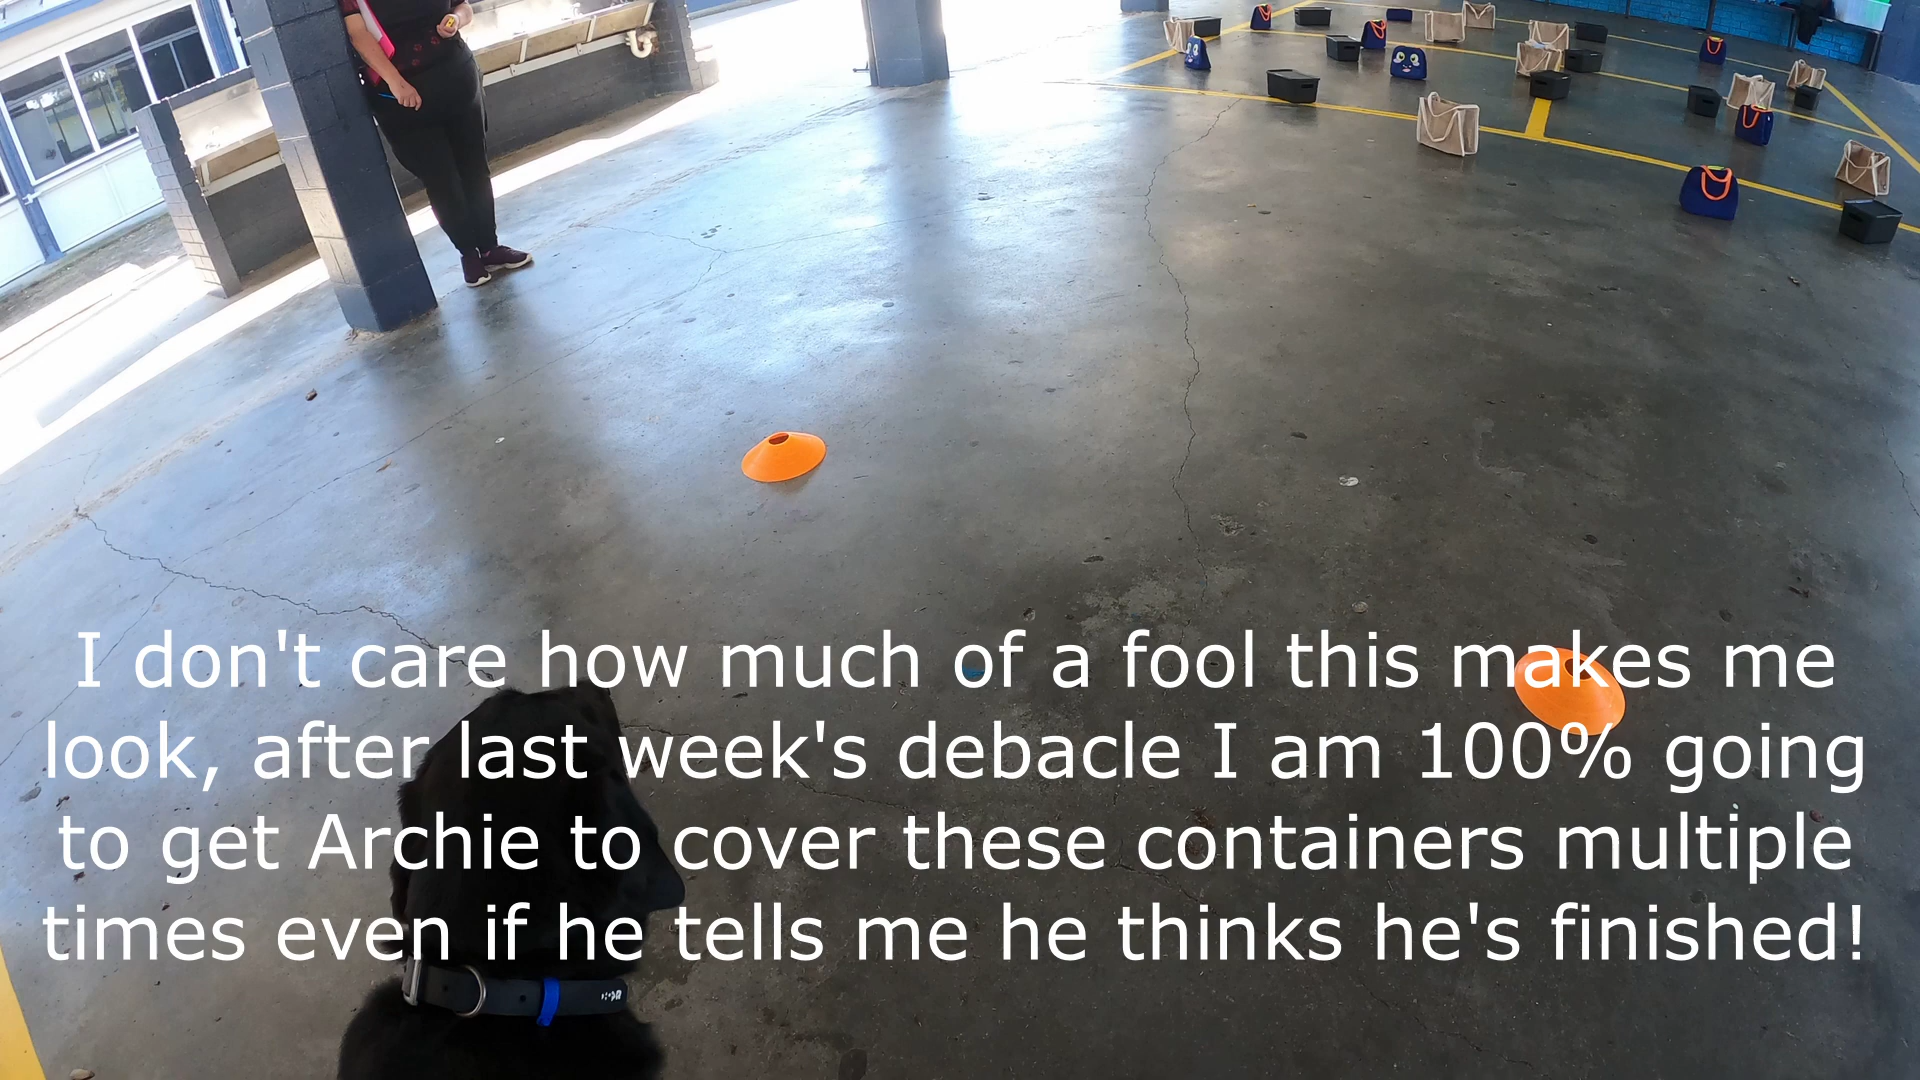 I don't care how much of a fool this makes me
look, after last week's debacle I am 100% going
to get Archie to cover these containers multiple
times even if he tells me he thinks he's finished!